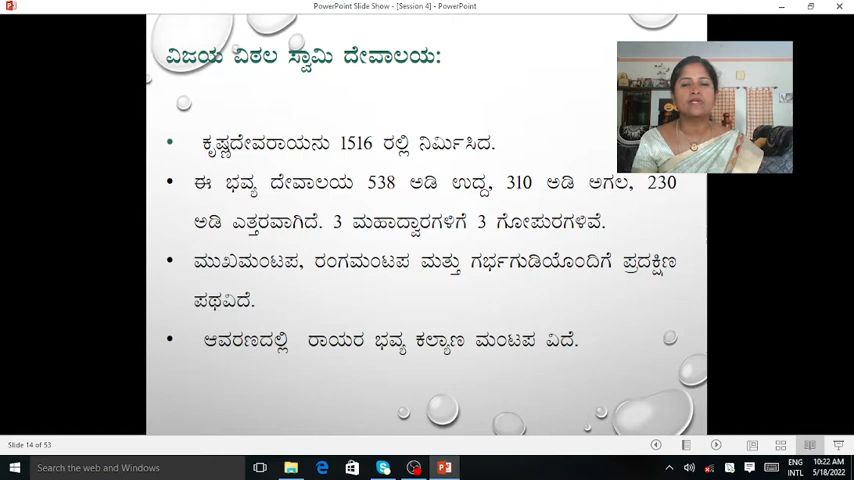 PowerPoint Slide Show - [Session 4] - PowerPoint
ವಿಜಯ ವಿಠಲ ಸ್ವಾಮಿ ದೇವಾಲಯ:
• ಕೃಷ್ಣದೇವರಾಯನು 1516 ರಲ್ಲಿ ನಿರ್ಮಿಸಿದ.
• ಈ ಭವ್ಯ ದೇವಾಲಯ 538 ಅಡಿ ಉದ್ದ, 310 ಅಡಿ ಅಗಲ, 230
ಅಡಿ ಎತ್ತರವಾಗಿದೆ. 3 ಮಹಾದ್ವಾರಗಳಿಗೆ 3 ಗೋಪುರಗಳಿವೆ.
• ಮುಖಮಂಟಪ, ರಂಗಮಂಟಪ ಮತ್ತು ಗರ್ಭಗುಡಿಯೊಂದಿಗೆ ಪ್ರದಕ್ಷಿಣ
ಪಥವಿದೆ.
• ಆವರಣದಲ್ಲಿ ರಾಯರ ಭವ್ಯ ಕಲ್ಯಾಣ ಮಂಟಪ ವಿದೆ.
Slide 14 of 53
Search the web and Windows
ENG 10:22 AM
INTL 5/18/2022